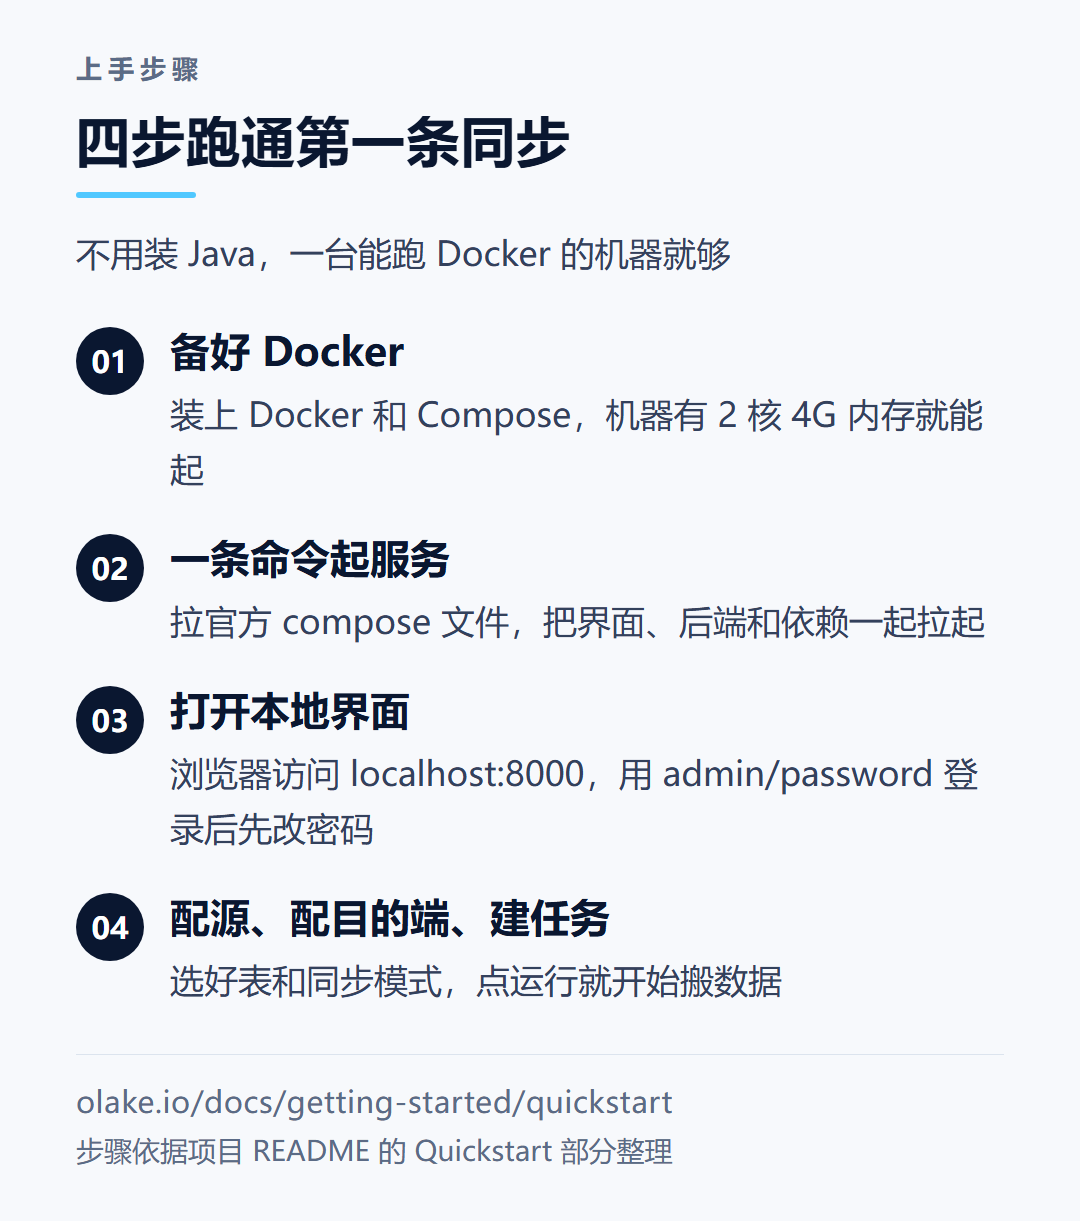 上手步骤
四步跑通第一条同步
不用装 Java，一台能跑 Docker 的机器就够
01
备好 Docker
装上 Docker 和 Compose，机器有 2 核 4G 内存就能
起
02
一条命令起服务
拉官方 compose 文件，把界面、后端和依赖一起拉起
03
打开本地界面
浏览器访问 localhost:8000，用 admin/password 登
录后先改密码
04
配源、配目的端、建任务
选好表和同步模式，点运行就开始搬数据
olake.io/docs/getting-started/quickstart
步骤依据项目 README 的 Quickstart 部分整理